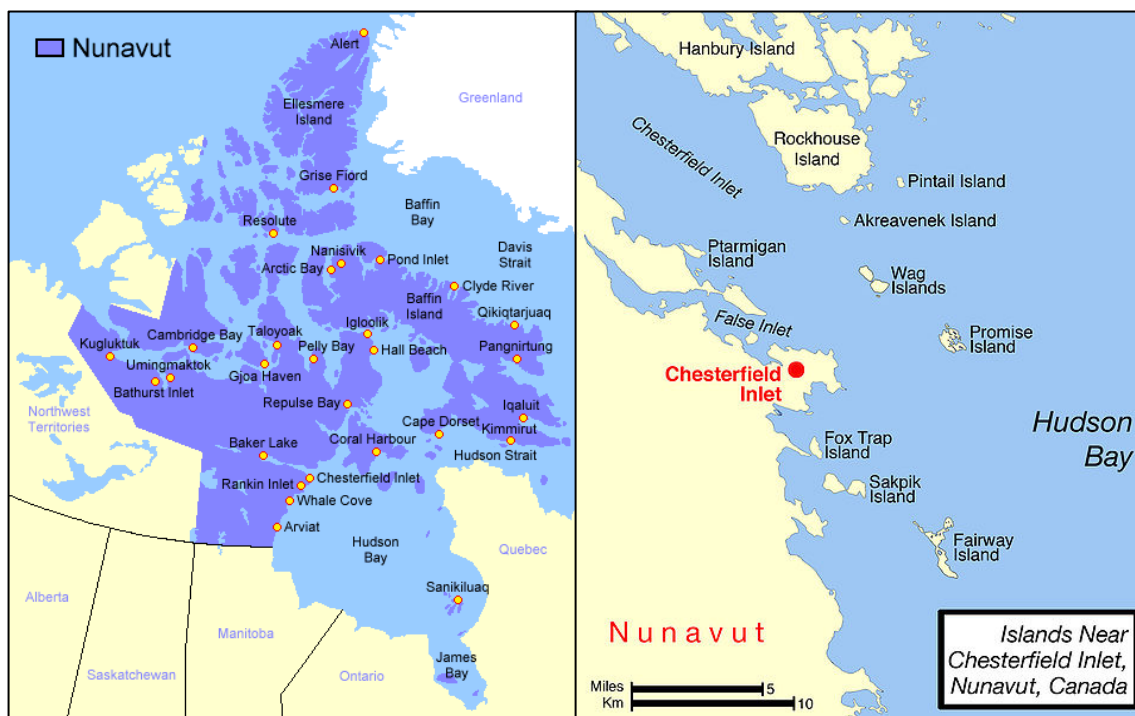 Nunavut
Alert
Greenland
Ellesmere
Island
Grise Fiord
Baffin
Bay
Resolute
Davis
Strait
Nanisivik
Pond Inlet
Arctic Bay
Clyde River
Baffin
Island
Qikiqtarjuaq
Igloolik
Taloyoak
Cambridge Bay
Kugluktuk
Pelly Bay
Hall Beach
Pangnirtung
Umingmaktok
Gjoa Haven
Bathurst Inlet
Repulse Bay
Iqaluit
Northwest
Territories
Cape Dorset
Kimmirut
Baker Lake
Coral Harbour
Hudson Strait
Chesterfield Inlet
Rankin Inlet
Whale Cove
Arviat
Hudson
Bay
Quebec
Sanikiluaq
Alberta
Manitoba
James
Bay
Saskatchewan
Ontario
Hanbury Island
Chesterfield Inlet
Rockhouse
Island
Pintail Island
Akreavenek Island
Ptarmigan
Island
Wag
Islands
False Inlet
Promise
Island
Chesterfield
Inlet
Hudson
Bay
Fox Trap
Island
Sakpik
Island
Fairway
Island
Nunavut
Islands Near
Chesterfield Inlet,
Nunavut, Canada
Miles 5
Km 10